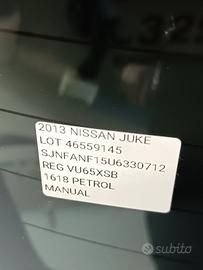 2013 NISSAN JUKE
LOT 46559145
SJNFANF15U6330712
REG VU65XSB
1618 PETROL
MANUAL
subito